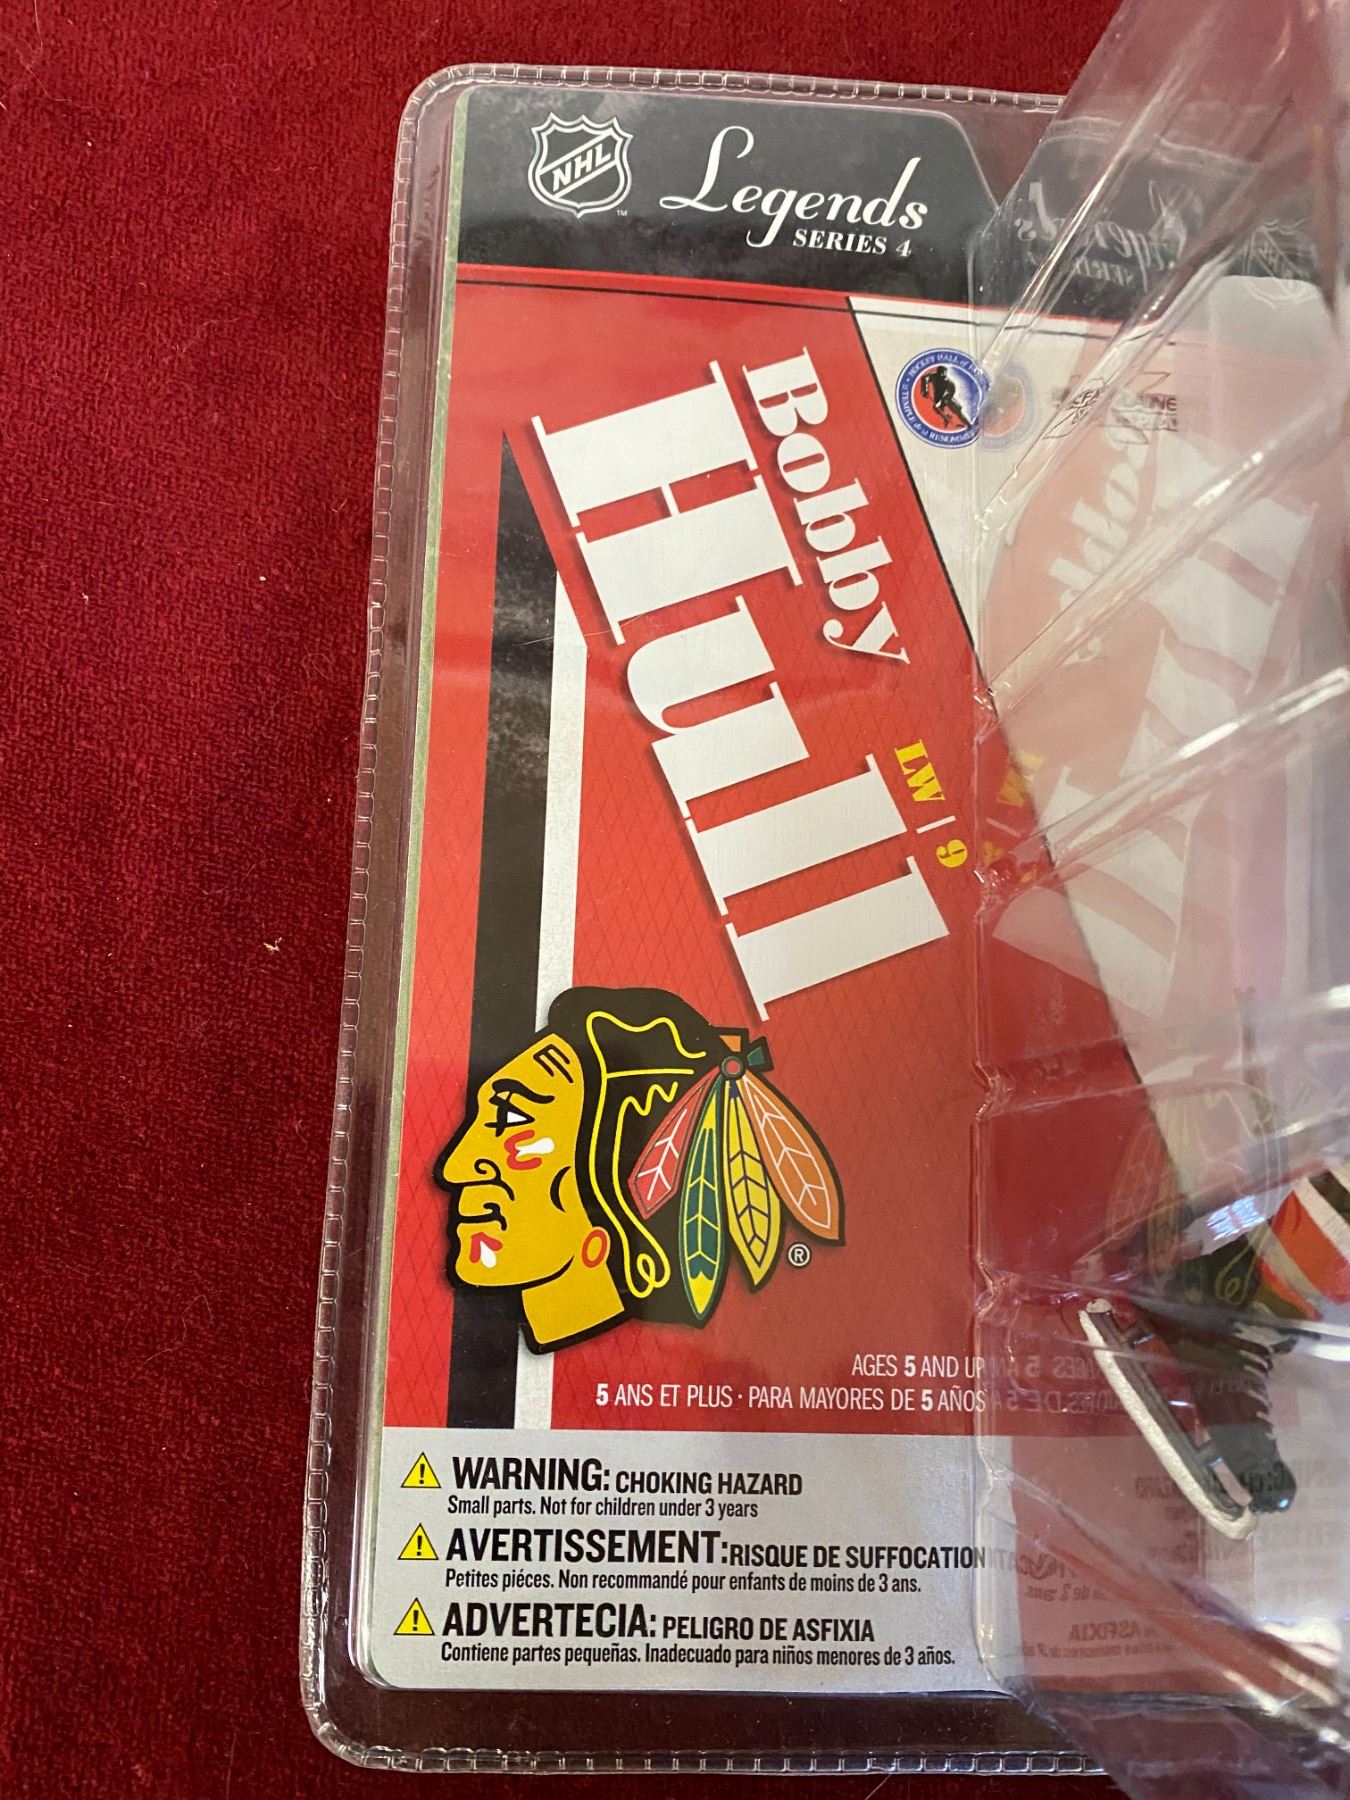 NHL
Legends
SERIES 4
Bobby
Hull
LW | 9
AGES 5 AND UP
5 ANS ET PLUS · PARA MAYORES DE 5 AÑOS
WARNING: CHOKING HAZARD
Small parts. Not for children under 3 years
AVERTISSEMENT: RISQUE DE SUFFOCATION
Petites piéces. Non recommandé pour enfants de moins de 3 ans.
ADVERTECIA: PELIGRO DE ASFIXIA
Contiene partes pequeñas. Inadecuado para niños menores de 3 años.